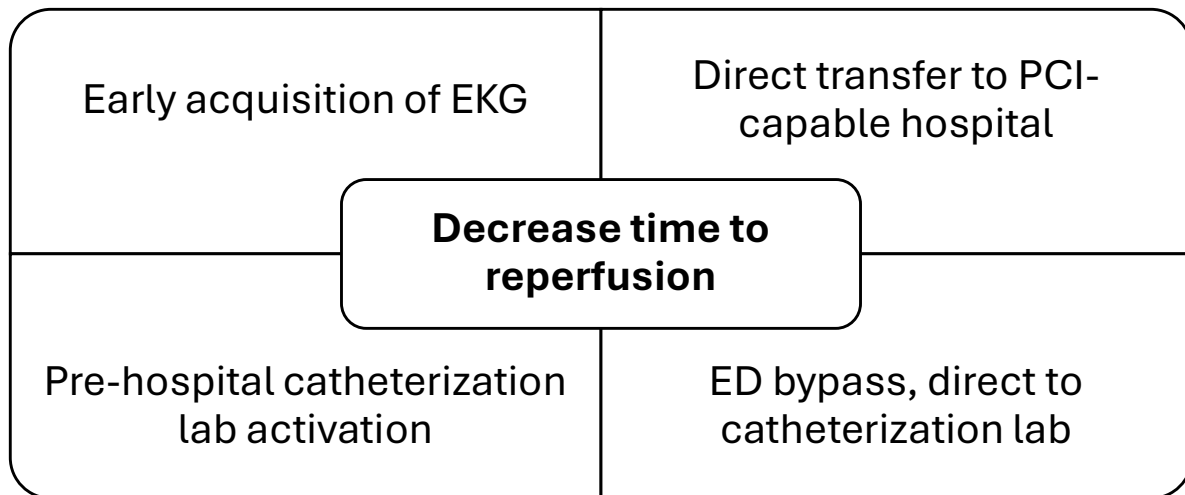 Early acquisition of EKG
Direct transfer to PCI-
capable hospital
Decrease time to
reperfusion
Pre-hospital catheterization
lab activation
ED bypass, direct to
catheterization lab